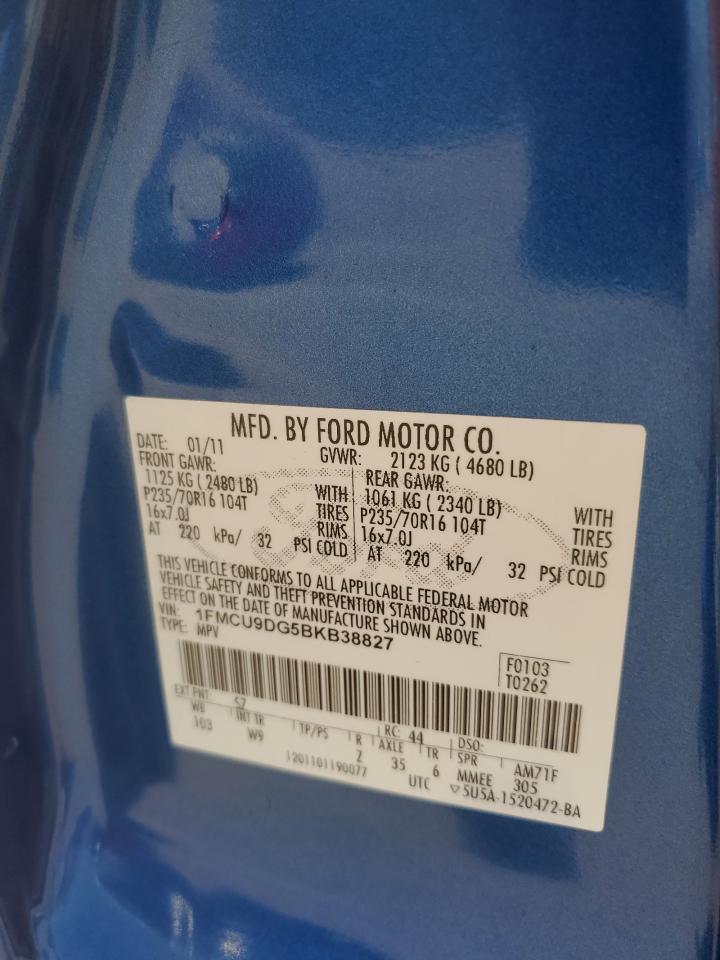 MFD. BY FORD MOTOR CO.
DATE: 01/11 GVWR: 2123 KG ( 4680 LB)
FRONT GAWR: REAR GAWR:
1125 KG ( 2480 LB) WITH 1061 KG ( 2340 LB) WITH
P235/70R16 104T TIRES P235/70R16 104T TIRES
16x7.0J RIMS 16x7.0J RIMS
AT 220 kPa/ 32 PSI COLD AT 220 kPa/ 32 PSI COLD
THIS VEHICLE CONFORMS TO ALL APPLICABLE FEDERAL MOTOR
VEHICLE SAFETY AND THEFT PREVENTION STANDARDS IN
EFFECT ON THE DATE OF MANUFACTURE SHOWN ABOVE.
VIN: 1FMCU9DG5BKB38827
TYPE: MPV
F0103
T0262
EXT PNT: SZ RC: 44 DSO:
WB INT TR TP/PS R AXLE TR SPR AM71F
103 W9 Z 35 6 MMEE 305
1201101190077 UTC ▽5U5A-1520472-BA